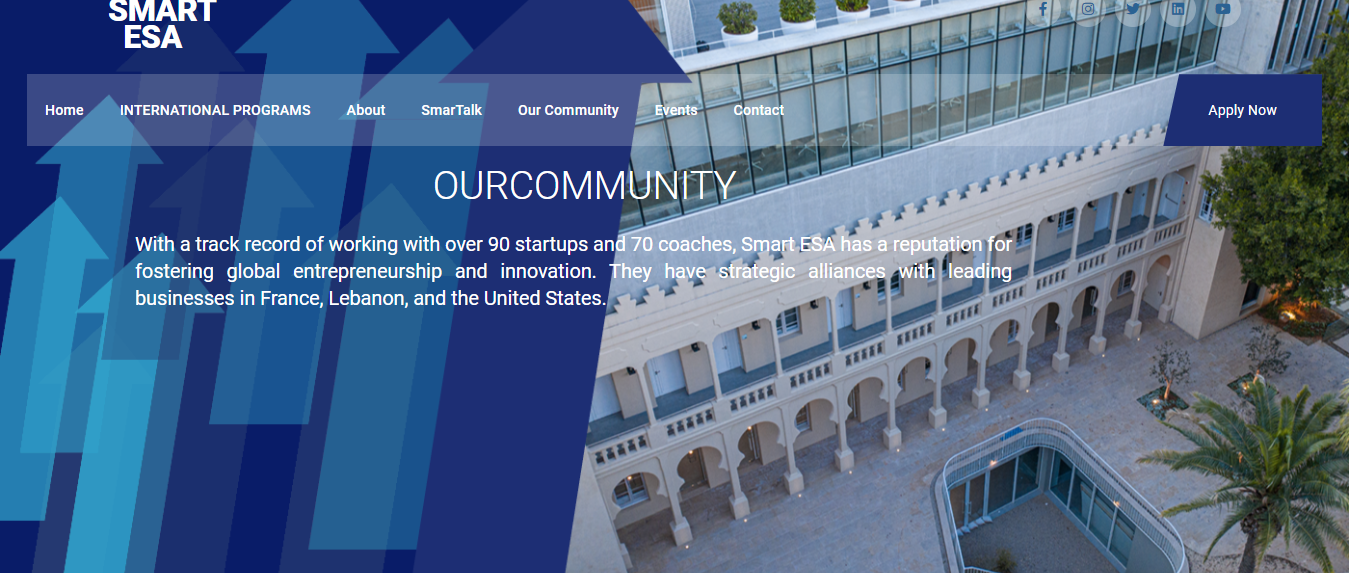 SMART
ESA
Home INTERNATIONAL PROGRAMS About SmarTalk Our Community Events Contact Apply Now
OURCOMMUNITY
With a track record of working with over 90 startups and 70 coaches, Smart ESA has a reputation for
fostering global entrepreneurship and innovation. They have strategic alliances with leading
businesses in France, Lebanon, and the United States.